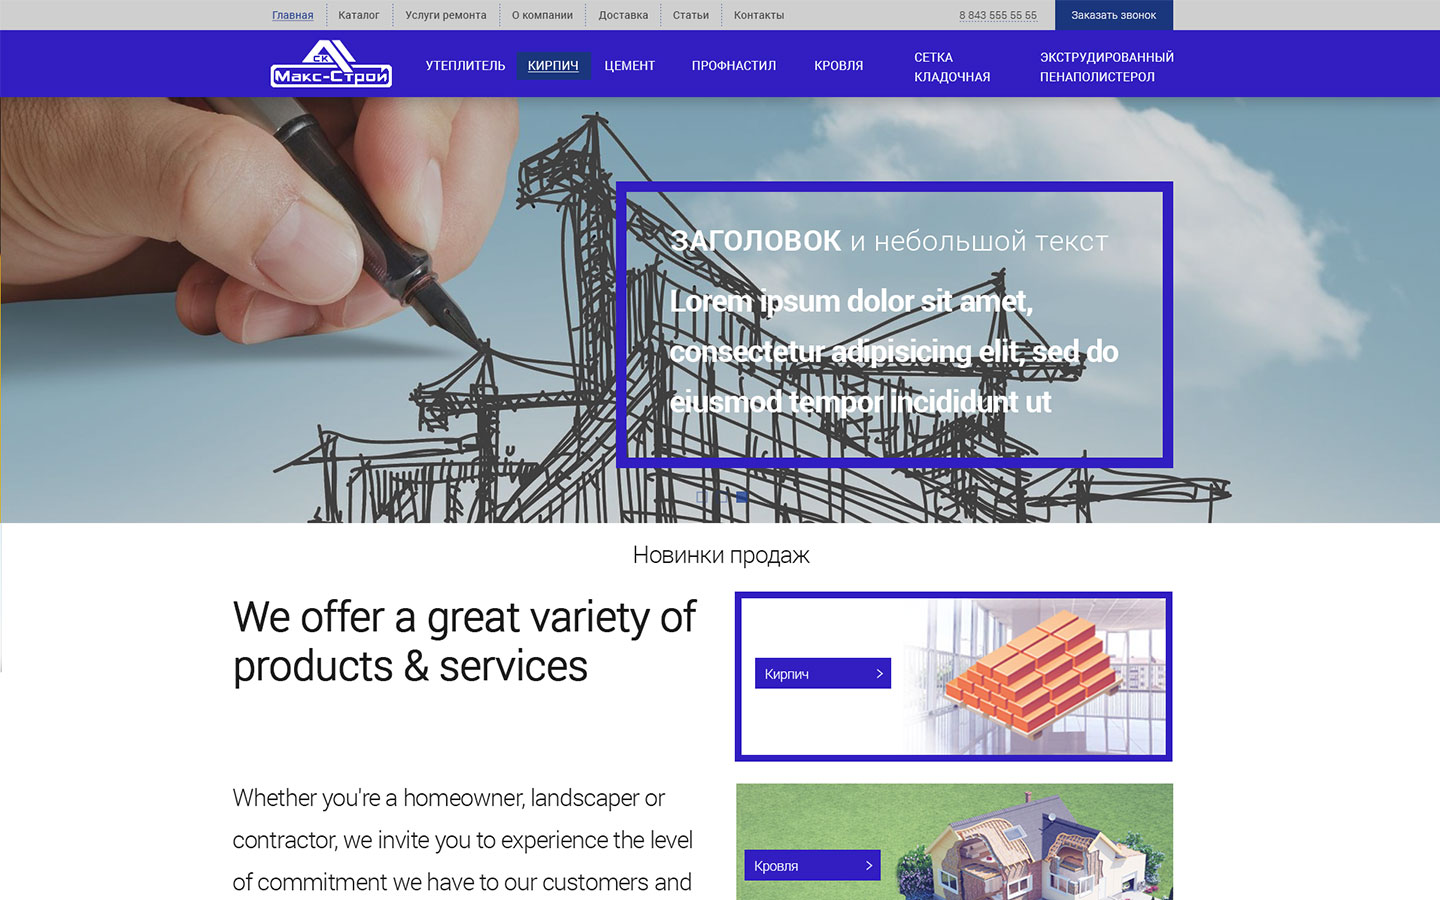 Главная
Каталог
Услуги ремонта
О компании
Доставка
Статьи
Контакты
8 843 555 55 55
Заказать звонок
СК
Макс-Строй
УТЕПЛИТЕЛЬ
КИРПИЧ
ЦЕМЕНТ
ПРОФНАСТИЛ
КРОВЛЯ
СЕТКА
КЛАДОЧНАЯ
ЭКСТРУДИРОВАННЫЙ
ПЕНАПОЛИСТЕРОЛ
ЗАГОЛОВОК и небольшой текст
Lorem ipsum dolor sit amet,
consectetur adipisicing elit, sed do
eiusmod tempor incididunt ut
Новинки продаж
We offer a great variety of
products & services
Кирпич
Whether you're a homeowner, landscaper or
contractor, we invite you to experience the level
of commitment we have to our customers and
Кровля